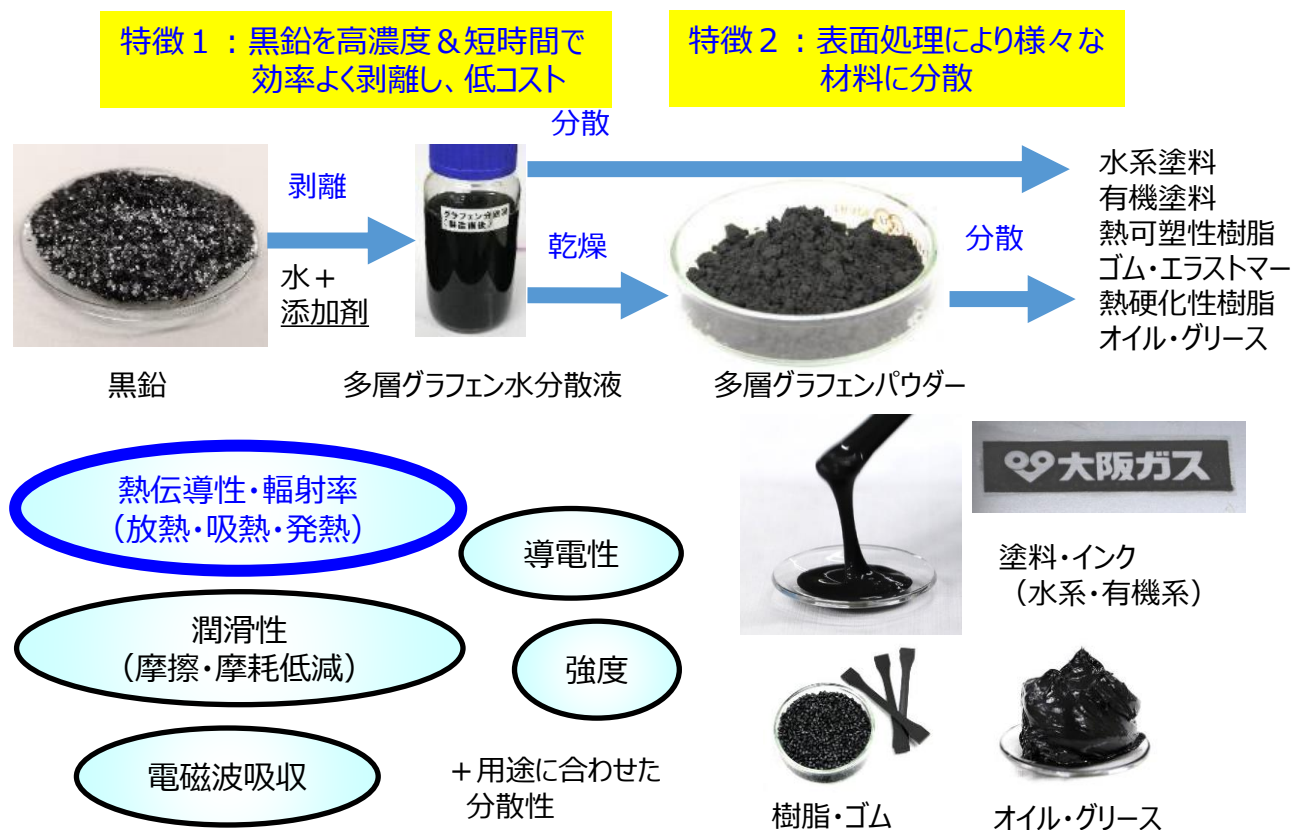 特徴１：黒鉛を高濃度＆短時間で
効率よく剥離し、低コスト
特徴２：表面処理により様々な
材料に分散
分散
剥離
水＋
添加剤
グラフェン分散液
乾燥
分散
水系塗料
有機塗料
熱可塑性樹脂
ゴム・エラストマー
熱硬化性樹脂
オイル・グリース
黒鉛
多層グラフェン水分散液
多層グラフェンパウダー
熱伝導性・輻射率
（放熱・吸熱・発熱）
導電性
潤滑性
（摩擦・摩耗低減）
強度
電磁波吸収
＋用途に合わせた
分散性
大阪ガス
塗料・インク
（水系・有機系）
樹脂・ゴム
オイル・グリース